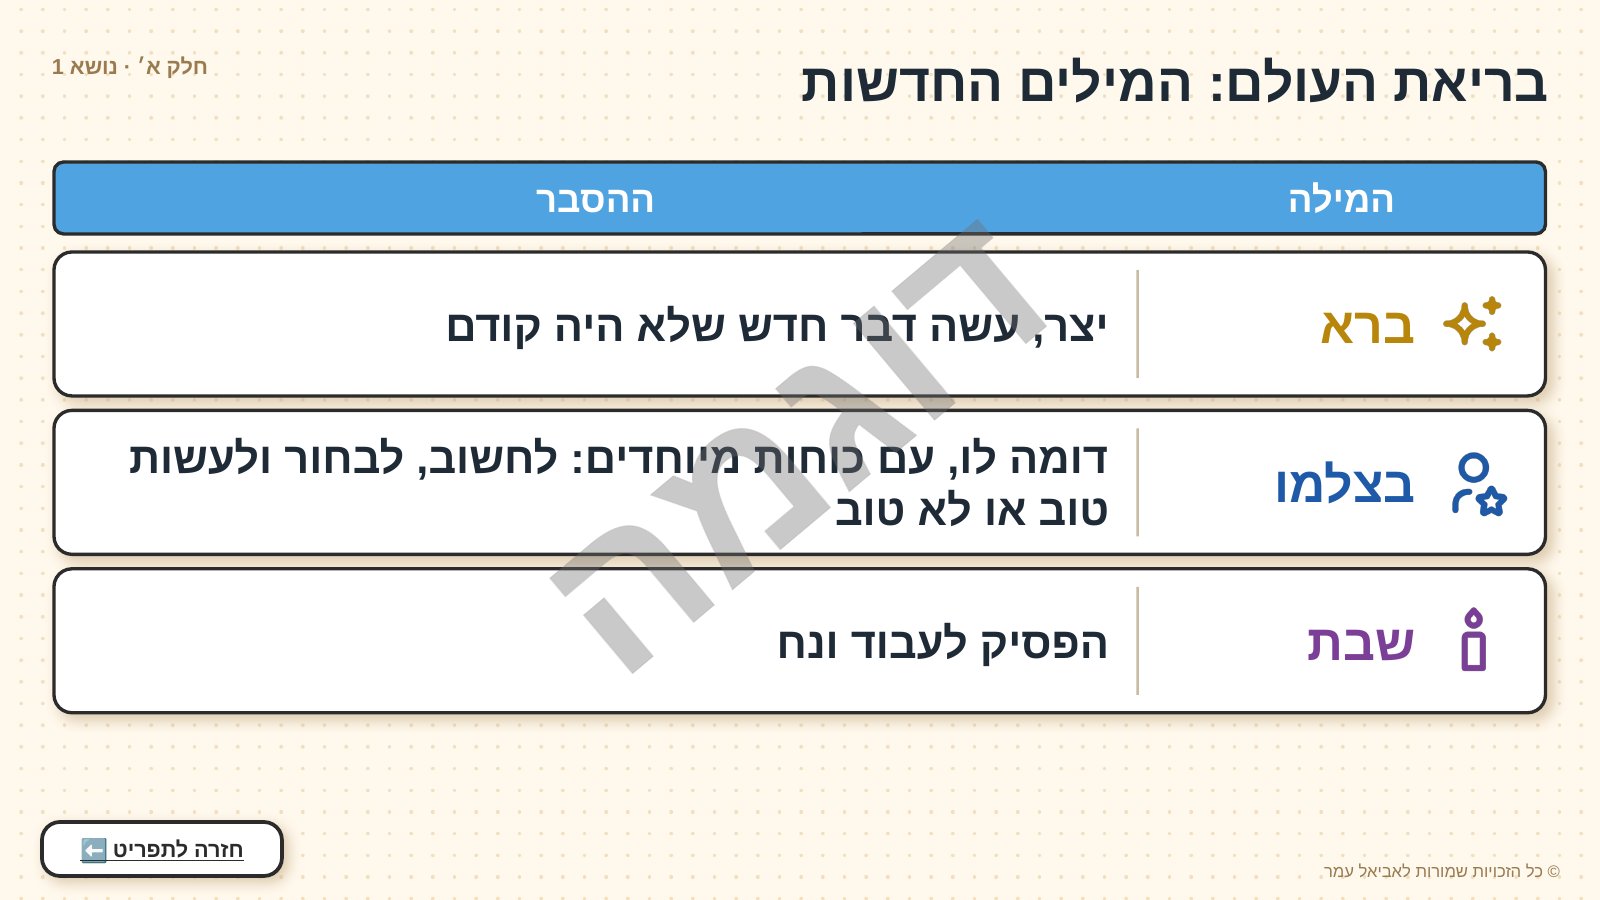 בריאת העולם: המילים החדשות
חלק א׳ · נושא 1
המילה
ההסבר
ברא
יצר, עשה דבר חדש שלא היה קודם
בצלמו
דומה לו, עם כוחות מיוחדים: לחשוב, לבחור ולעשות
טוב או לא טוב
שבת
הפסיק לעבוד ונח
דוגמה
חזרה לתפריט ⬅️
© כל הזכויות שמורות לאביאל עמר